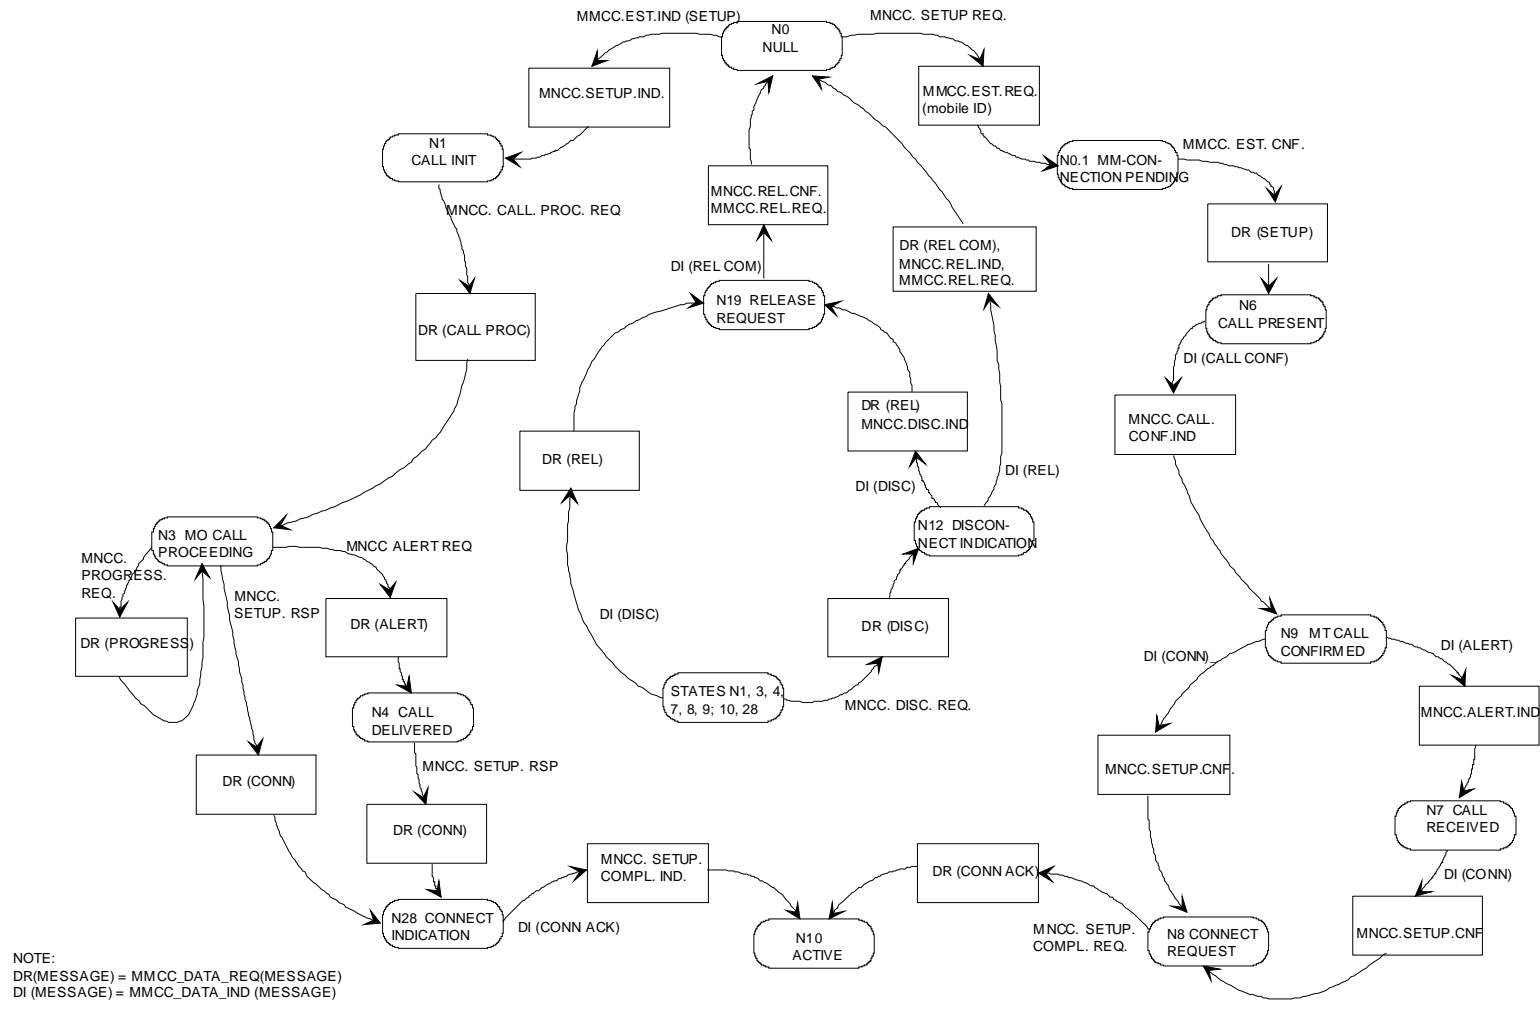 MMCC.EST.IND (SETUP)
N0
NULL
MNCC. SETUP REQ.
MNCC.SETUP.IND.
MMCC.EST.REQ.
(mobile ID)
N1
CALL INIT
N0.1 MM-CON-
NECTION PENDING
MMCC. EST. CNF.
MNCC. CALL. PROC. REQ
MNCC.REL.CNF.
MMCC.REL.REQ.
DR (REL COM),
MNCC.REL.IND,
MMCC.REL.REQ.
DR (SETUP)
DI (REL COM)
N19 RELEASE
REQUEST
N6
CALL PRESENT
DR (CALL PROC)
DI (CALL CONF)
DR (REL)
MNCC.DISC.IND
MNCC.CALL.
CONF.IND
DR (REL)
DI (DISC)
DI (REL)
N3 MO CALL
PROCEEDING
MNCC ALERT REQ
N12 DISCON-
NECT INDICATION
MNCC.
PROGRESS.
REQ.
MNCC.
SETUP. RSP
DI (DISC)
DR (PROGRESS)
DR (ALERT)
DR (DISC)
N9 MT CALL
CONFIRMED
DI (CONN)
DI (ALERT)
STATES N1, 3, 4,
7, 8, 9; 10, 28
MNCC. DISC. REQ.
N4 CALL
DELIVERED
MNCC.ALERT.IND
MNCC. SETUP. RSP
DR (CONN)
MNCC.SETUP.CNF.
N7 CALL
RECEIVED
DR (CONN)
MNCC. SETUP.
COMPL. IND.
DR (CONN ACK)
DI (CONN)
N28 CONNECT
INDICATION
DI (CONN ACK)
N10
ACTIVE
MNCC. SETUP.
COMPL. REQ.
N8 CONNECT
REQUEST
MNCC.SETUP.CNF
NOTE:
DR(MESSAGE) = MMCC_DATA_REQ(MESSAGE)
DI (MESSAGE) = MMCC_DATA_IND (MESSAGE)